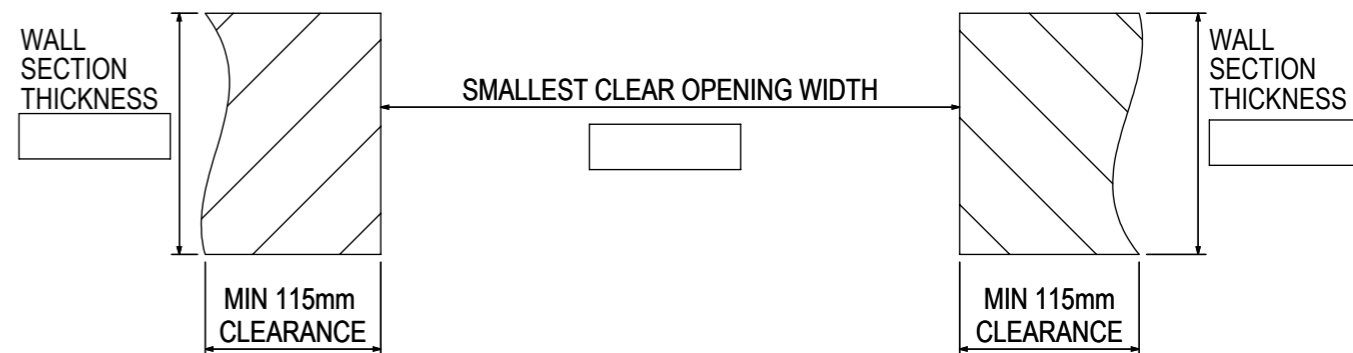 WALL
SECTION
THICKNESS
SMALLEST CLEAR OPENING WIDTH
WALL
SECTION
THICKNESS
MIN 115mm
CLEARANCE
MIN 115mm
CLEARANCE